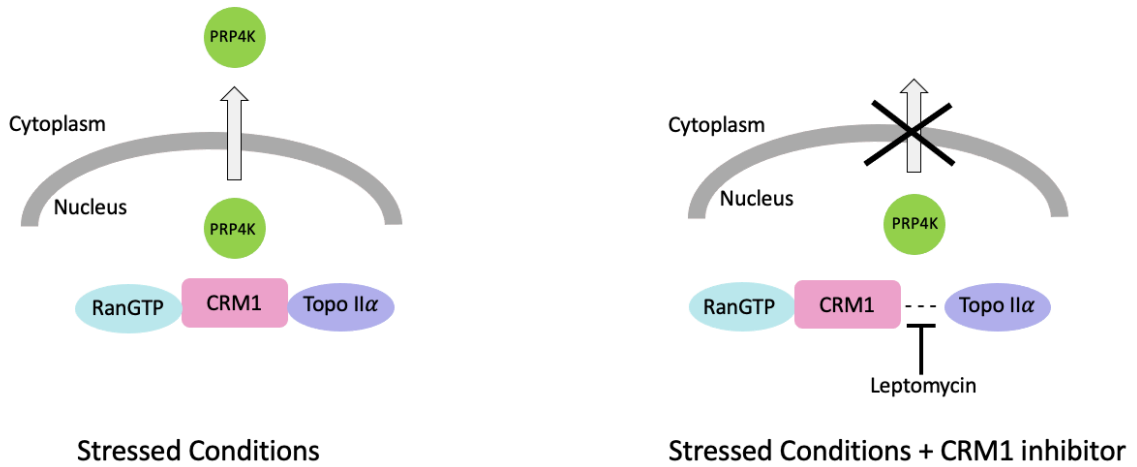 PRP4K
Cytoplasm
Nucleus
PRP4K
RanGTP
CRM1
Topo II𝛼
Stressed Conditions
Cytoplasm
Nucleus
PRP4K
RanGTP
CRM1
Topo II𝛼
Leptomycin
Stressed Conditions + CRM1 inhibitor